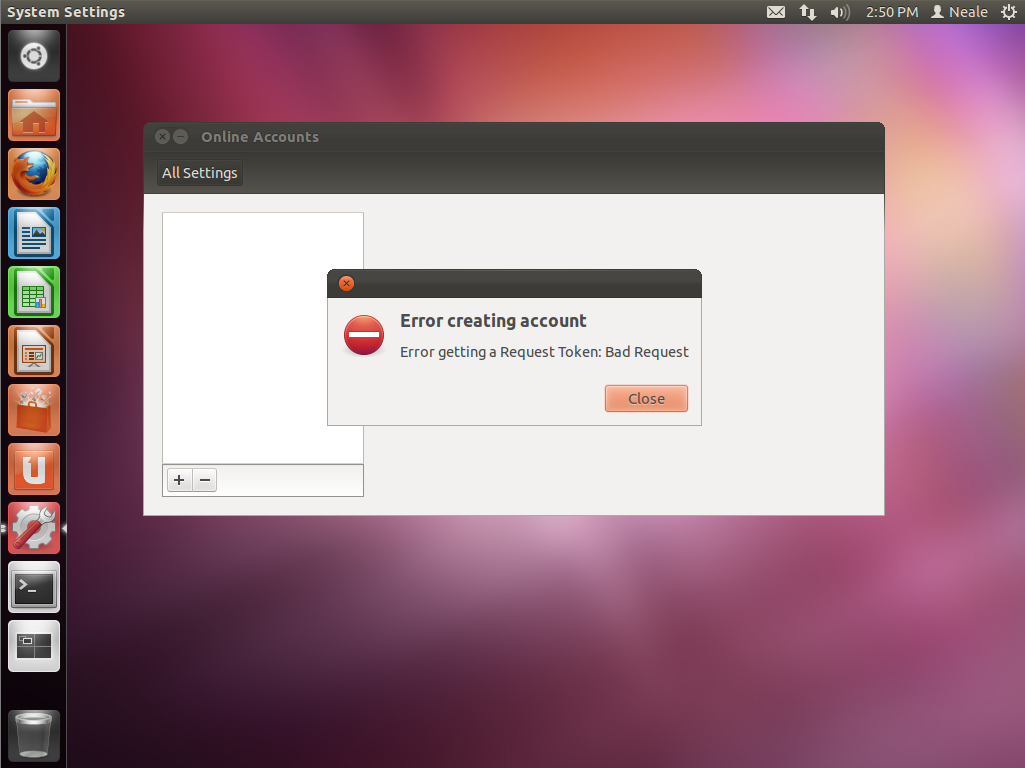 System Settings
2:50 PM
Neale
Online Accounts
All Settings
Error creating account
Error getting a Request Token: Bad Request
Close